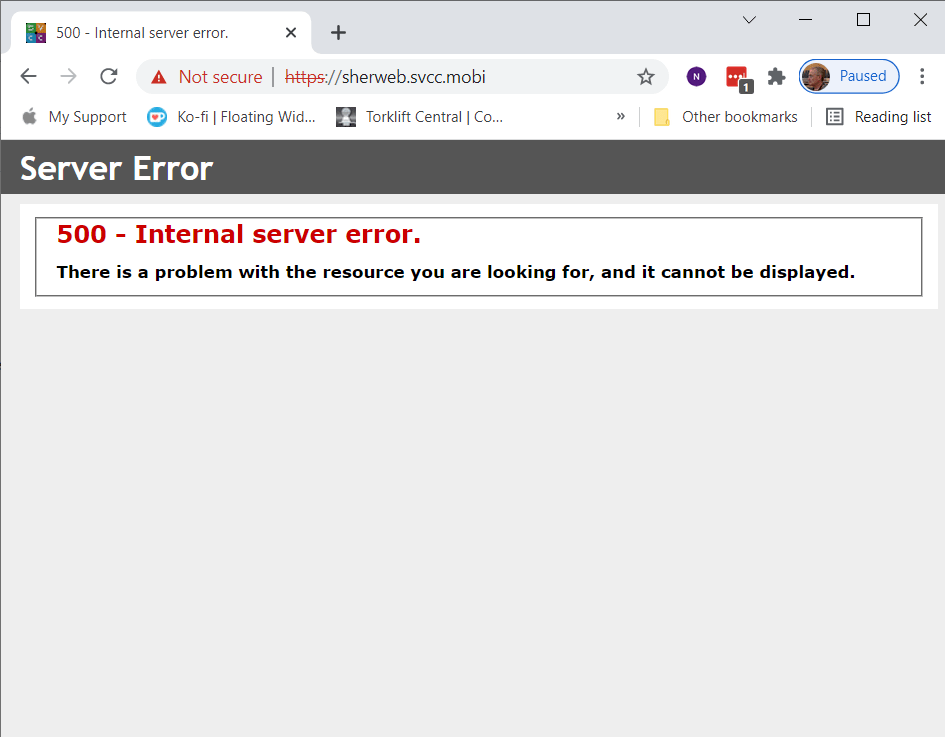 500 - Internal server error.
Not secure | https://sherweb.svcc.mobi
N
1
Paused
My Support
Ko-fi | Floating Wid...
Torklift Central | Co...
»
Other bookmarks
Reading list
Server Error
500 - Internal server error.
There is a problem with the resource you are looking for, and it cannot be displayed.